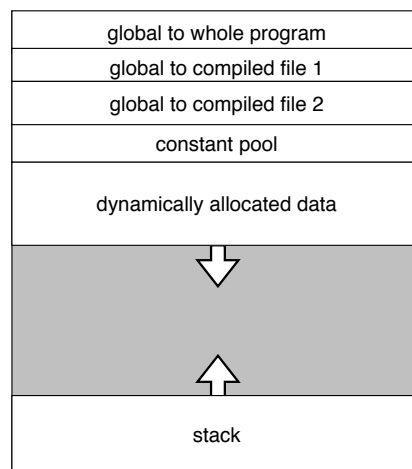 global to whole program
global to compiled file 1
global to compiled file 2
constant pool
dynamically allocated data
stack